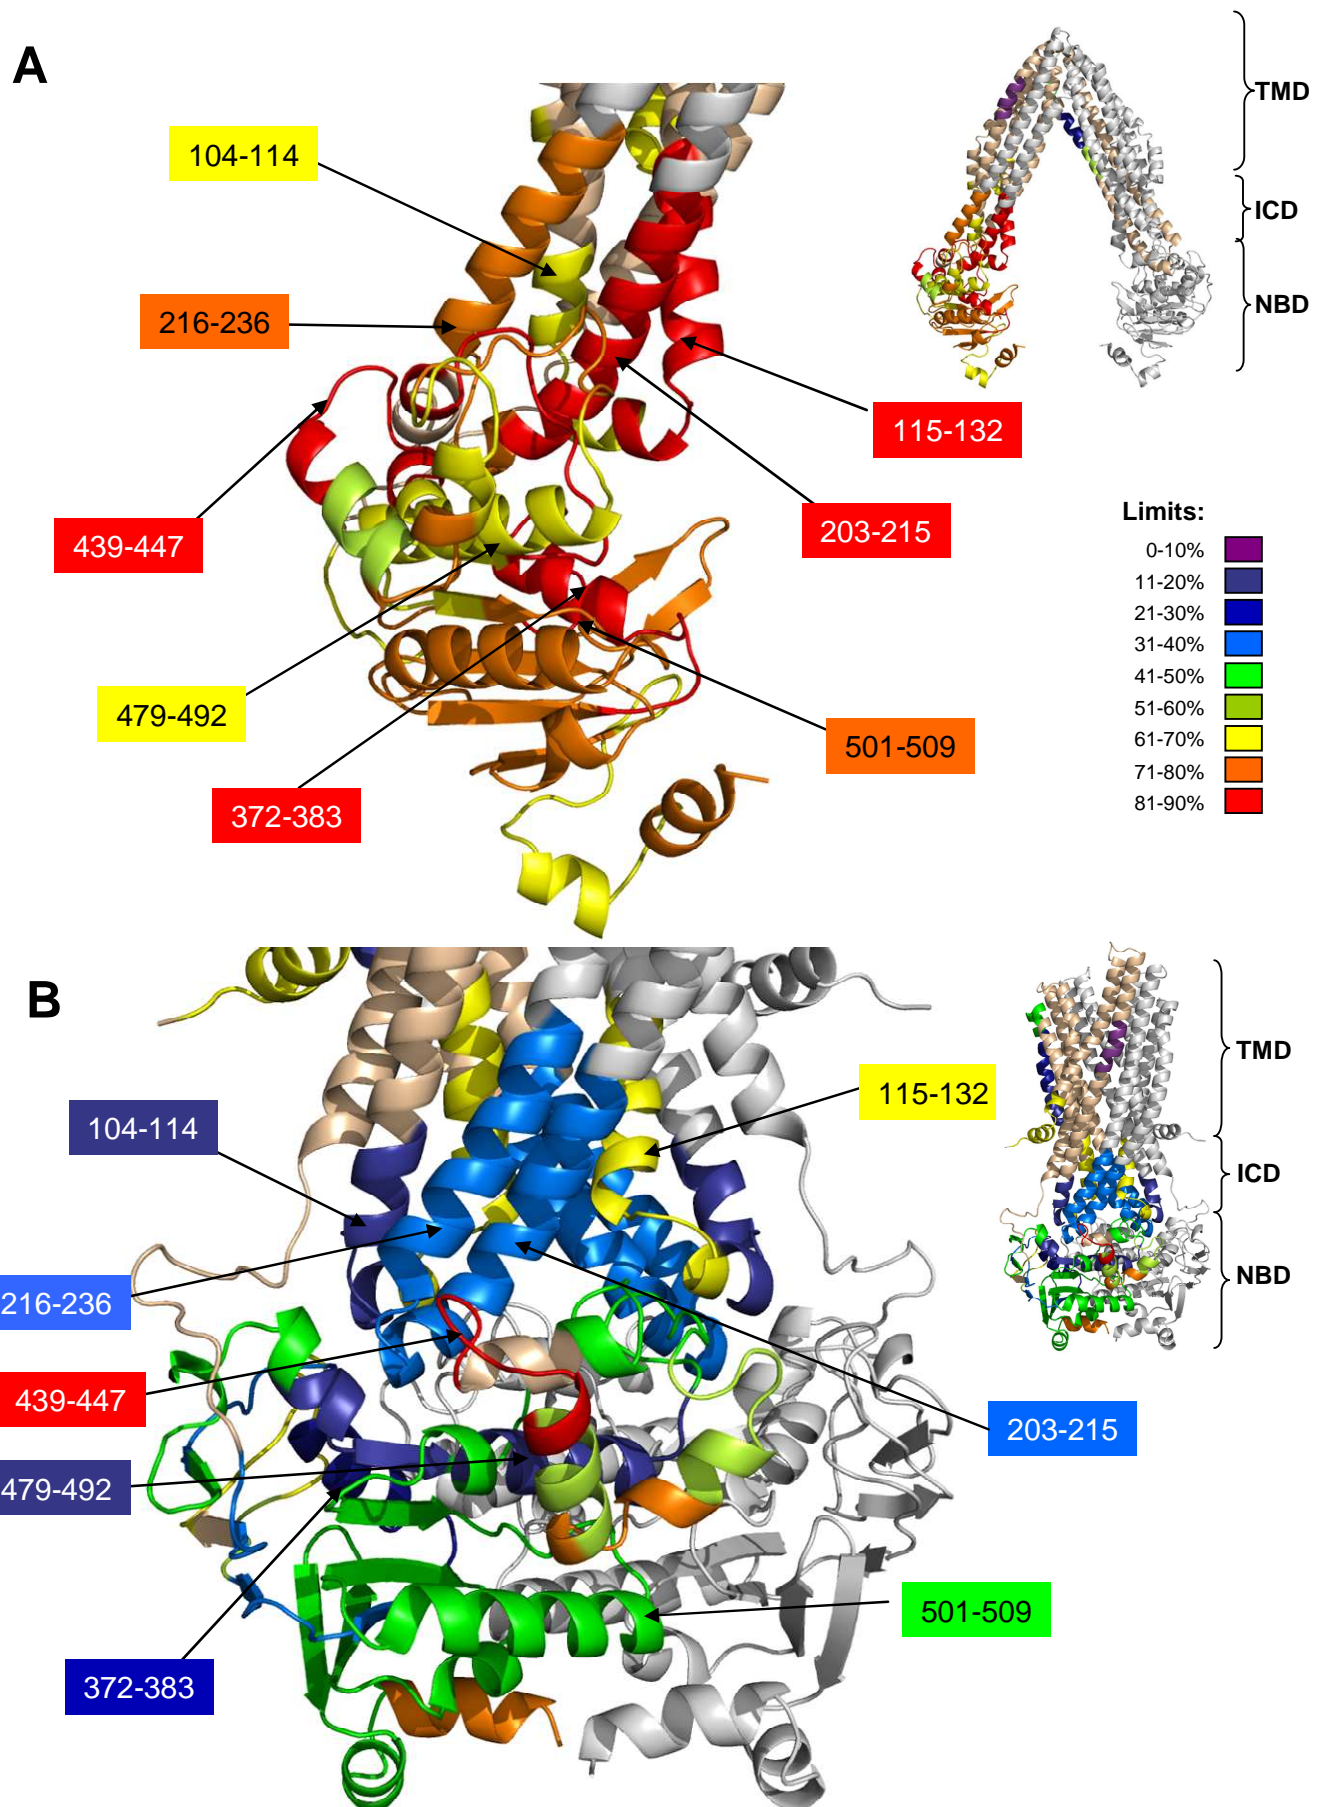 A
TMD
ICD
NBD
104-114
216-236
115-132
439-447
203-215
479-492
501-509
372-383
Limits:
0-10%
11-20%
21-30%
31-40%
41-50%
51-60%
61-70%
71-80%
81-90%
B
TMD
ICD
NBD
115-132
104-114
216-236
439-447
203-215
479-492
501-509
372-383